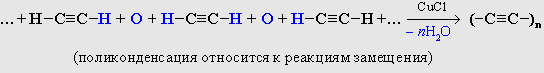 ... + H–C≡C–H + O + H–C≡C–H + O + H–C≡C–H +... CuCl → – nH₂O (–C≡C–)ₙ
(поликонденсация относится к реакциям замещения)